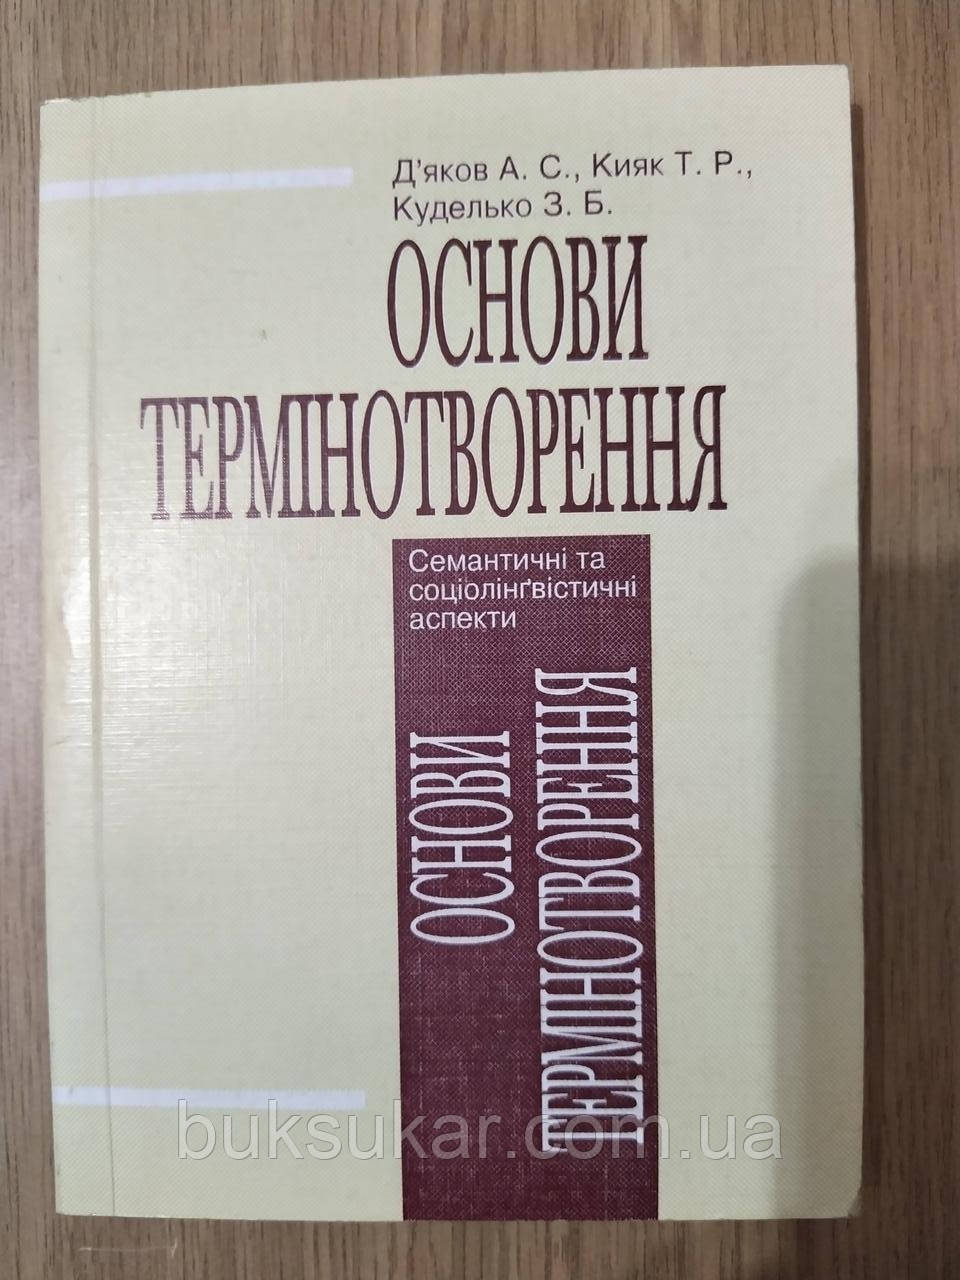 Д'яков А. С., Кияк Т. Р.,
Куделько З. Б.
ОСНОВИ
ТЕРМІНОТВОРЕННЯ
Семантичні та
соціолінґвістичні
аспекти
ОСНОВИ
ТЕРМІНОТВОРЕННЯ
buksukar.com.ua